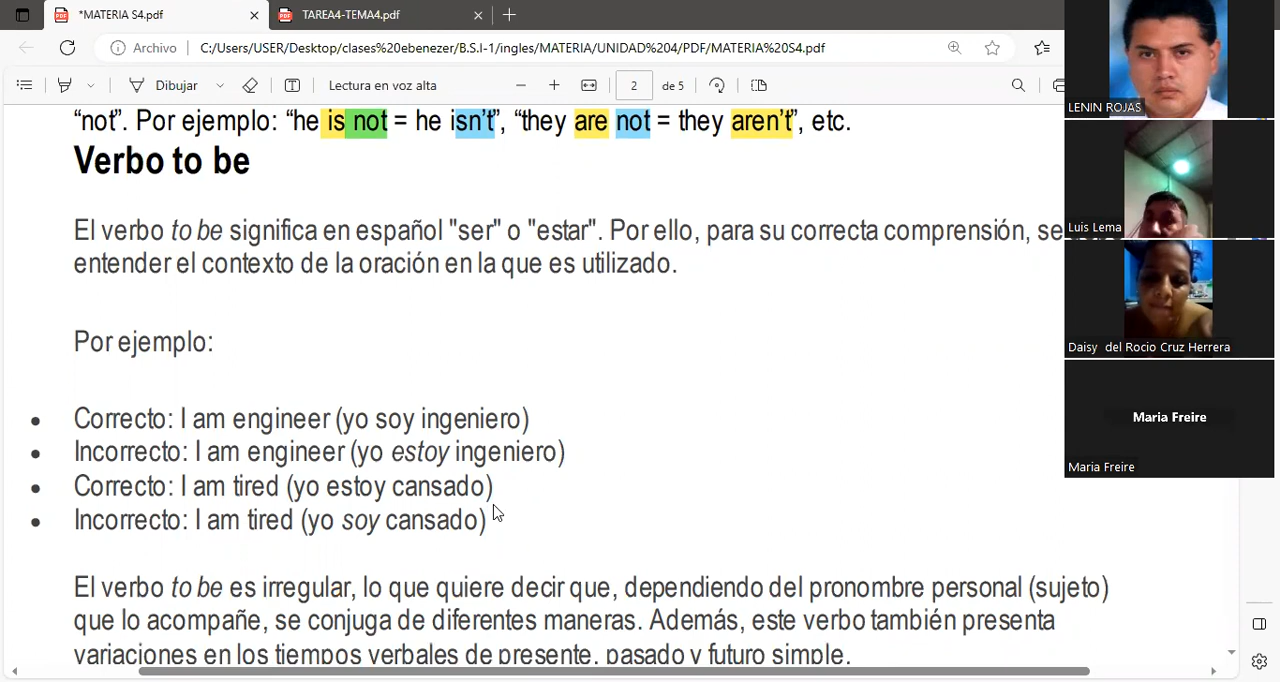 *MATERIA S4.pdf
TAREA4-TEMA4.pdf
Archivo
C:/Users/USER/Desktop/clases%20ebenezer/B.S.I-1/ingles/MATERIA/UNIDAD%204/PDF/MATERIA%20S4.pdf
Dibujar
Lectura en voz alta
2
de 5
“not”. Por ejemplo: “he is not = he isn’t”, “they are not = they aren’t”, etc.
Verbo to be
El verbo to be significa en español "ser" o "estar". Por ello, para su correcta comprensión, se
entender el contexto de la oración en la que es utilizado.
Por ejemplo:
• Correcto: I am engineer (yo soy ingeniero)
• Incorrecto: I am engineer (yo estoy ingeniero)
• Correcto: I am tired (yo estoy cansado)
• Incorrecto: I am tired (yo soy cansado)
El verbo to be es irregular, lo que quiere decir que, dependiendo del pronombre personal (sujeto)
que lo acompañe, se conjuga de diferentes maneras. Además, este verbo también presenta
variaciones en los tiempos verbales de presente, pasado y futuro simple.
LENIN ROJAS
Luis Lema
Daisy del Rocio Cruz Herrera
Maria Freire
Maria Freire